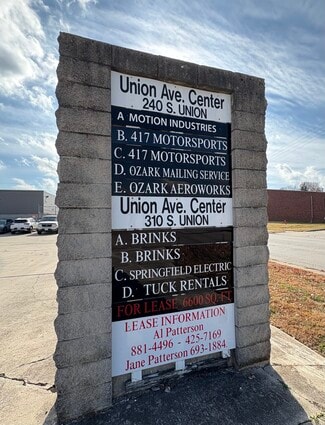 Union Ave. Center
240 S. UNION
A MOTION INDUSTRIES
B. 417 MOTORSPORTS
C. 417 MOTORSPORTS
D. OZARK MAILING SERVICE
E. OZARK AEROWORKS
Union Ave. Center
310 S. UNION
A. BRINKS
B. BRINKS
C. SPRINGFIELD ELECTRIC
D. TUCK RENTALS
FOR LEASE 6600 SQ. FT.
LEASE INFORMATION
Al Patterson
881-4496 - 425-7169
Jane Patterson 693-1884